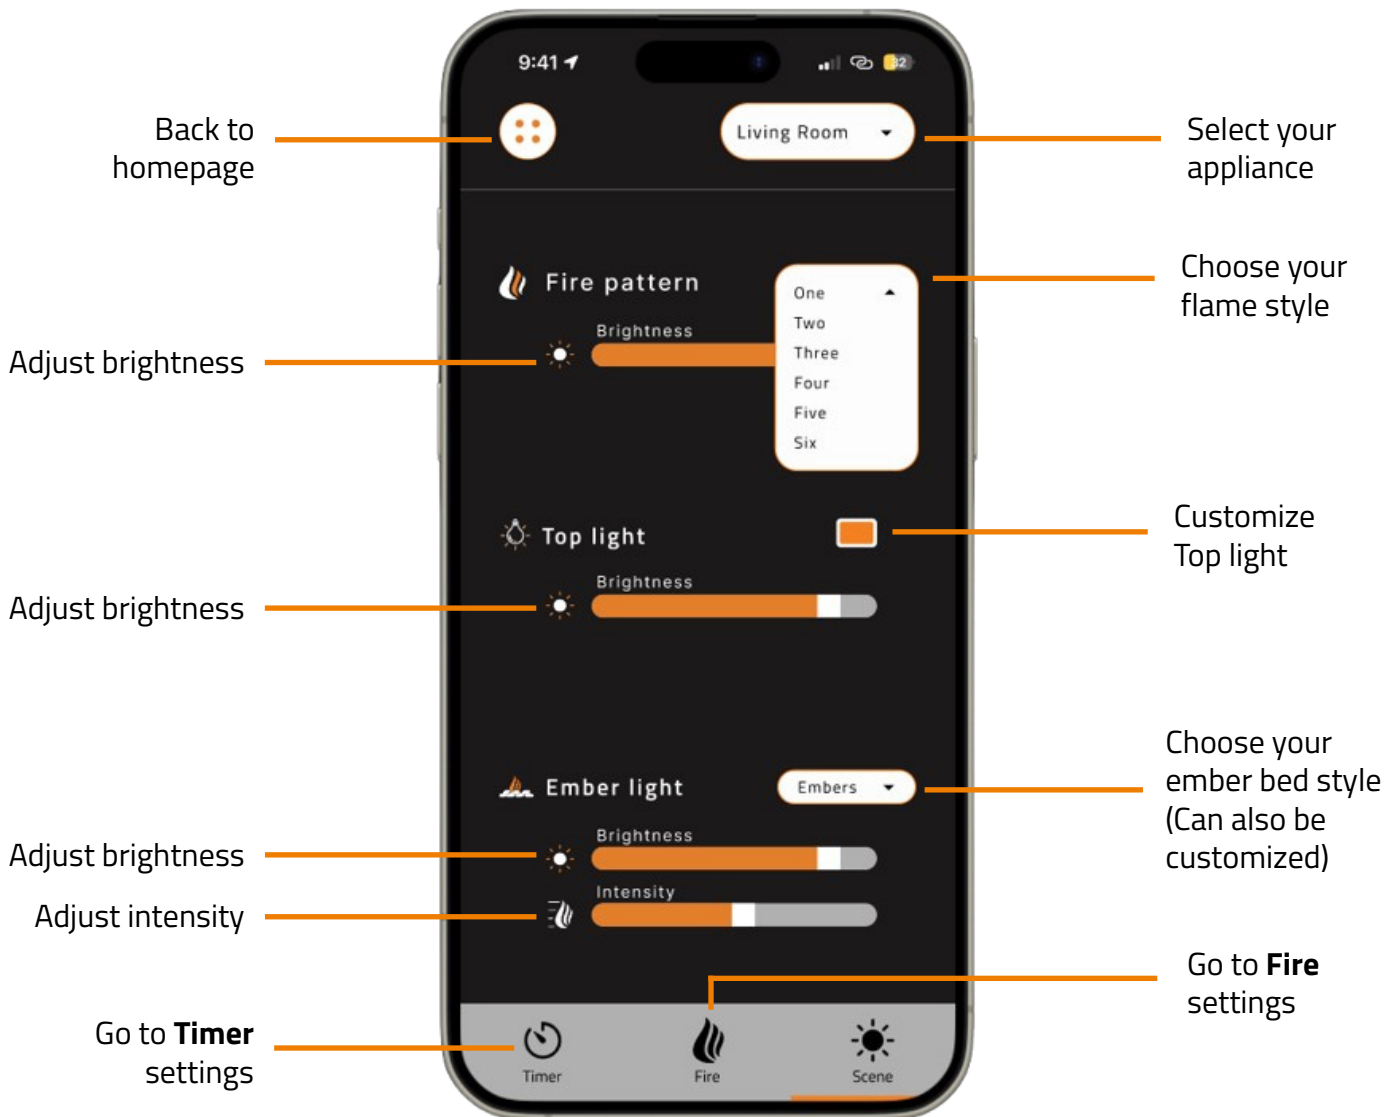 9:41
32
Back to
homepage
Living Room
Select your
appliance
Fire pattern
One
Two
Three
Four
Five
Six
Choose your
flame style
Brightness
Adjust brightness
Top light
Customize
Top light
Brightness
Adjust brightness
Ember light
Embers
Choose your
ember bed style
(Can also be
customized)
Brightness
Adjust brightness
Intensity
Adjust intensity
Go to Fire
settings
Go to Timer
settings
Timer
Fire
Scene